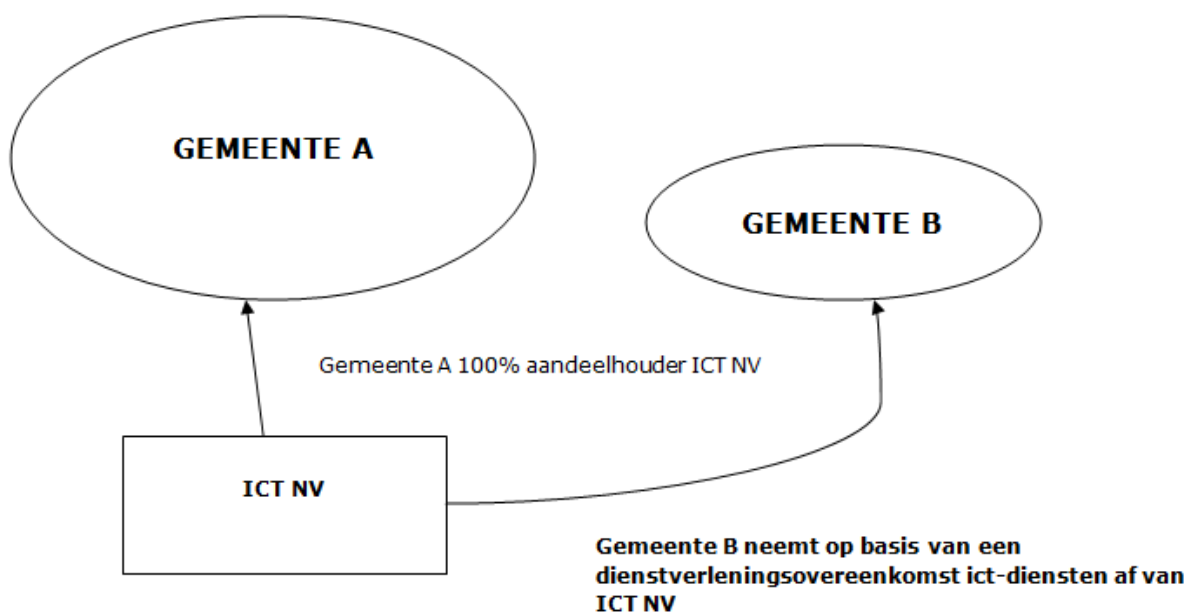 GEMEENTE A
GEMEENTE B
Gemeente A 100% aandeelhouder ICT NV
ICT NV
Gemeente B neemt op basis van een
dienstverleningsovereenkomst ict-diensten af van
ICT NV